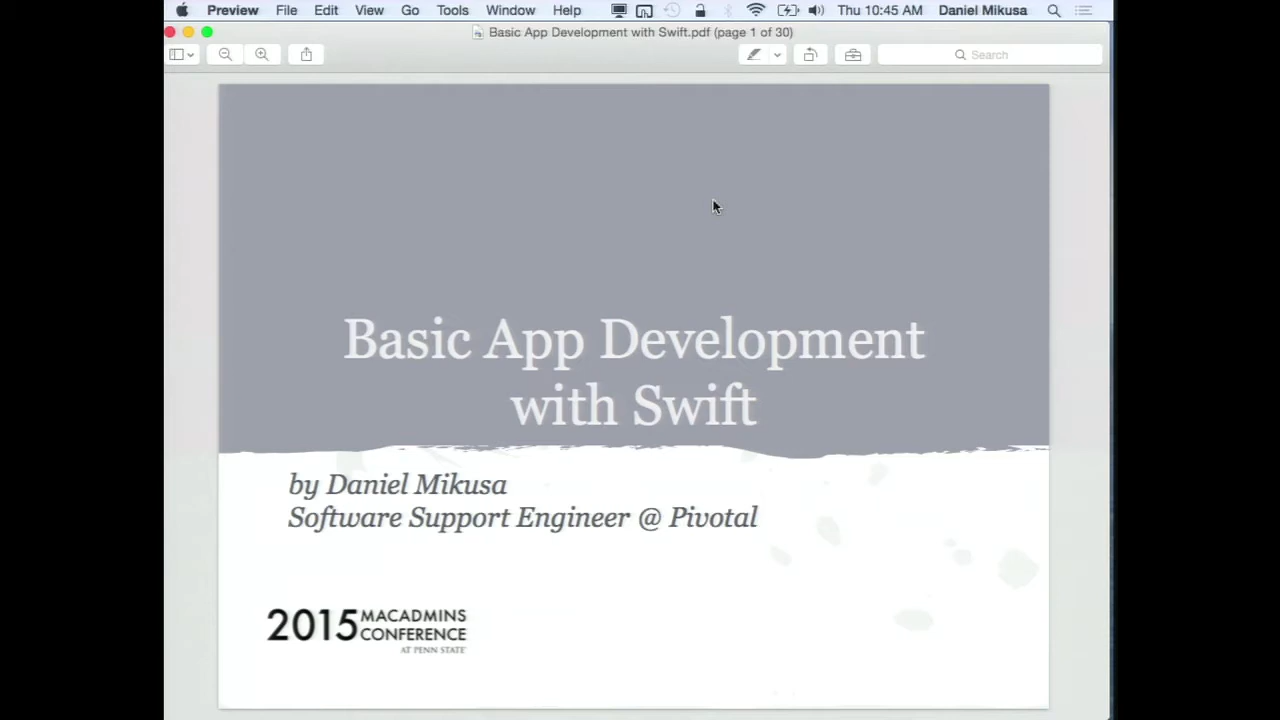 Preview File Edit View Go Tools Window Help Thu 10:45 AM Daniel Mikusa
Basic App Development with Swift.pdf (page 1 of 30)
Search
Basic App Development
with Swift
by Daniel Mikusa
Software Support Engineer @ Pivotal
2015 MACADMINS
CONFERENCE
AT PENN STATE